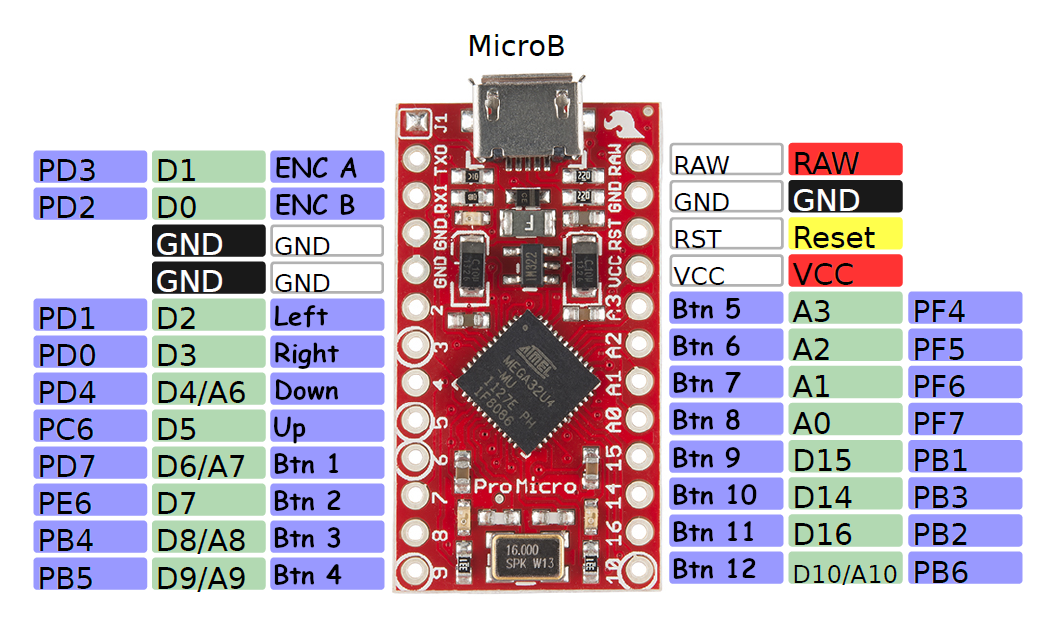 MicroB
PD3 D1 ENC A
PD2 D0 ENC B
GND GND
GND GND
PD1 D2 Left
PD0 D3 Right
PD4 D4/A6 Down
PC6 D5 Up
PD7 D6/A7 Btn 1
PE6 D7 Btn 2
PB4 D8/A8 Btn 3
PB5 D9/A9 Btn 4
J1
TXO
RXI
GND
GND
2
3
4
5
6
7
8
9
F
ATMEL
MEGA32U4
-MU
1127E PH
1F8086
Pro Micro
16.000
SPK W13
RAW
GND
RST
VCC
A3
A2
A1
A0
15
14
16
10
RAW RAW
GND GND
RST Reset
VCC VCC
Btn 5 A3 PF4
Btn 6 A2 PF5
Btn 7 A1 PF6
Btn 8 A0 PF7
Btn 9 D15 PB1
Btn 10 D14 PB3
Btn 11 D16 PB2
Btn 12 D10/A10 PB6